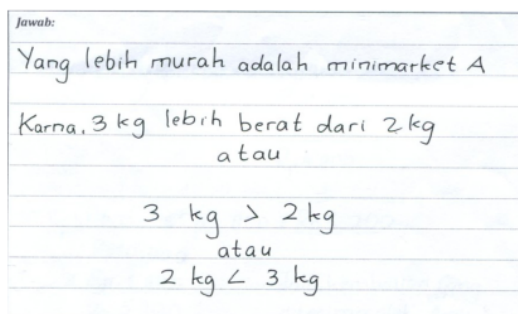 Jawab:
Yang lebih murah adalah minimarket A
Karna, 3 kg lebih berat dari 2 kg
atau
3 kg > 2 kg
atau
2 kg < 3 kg